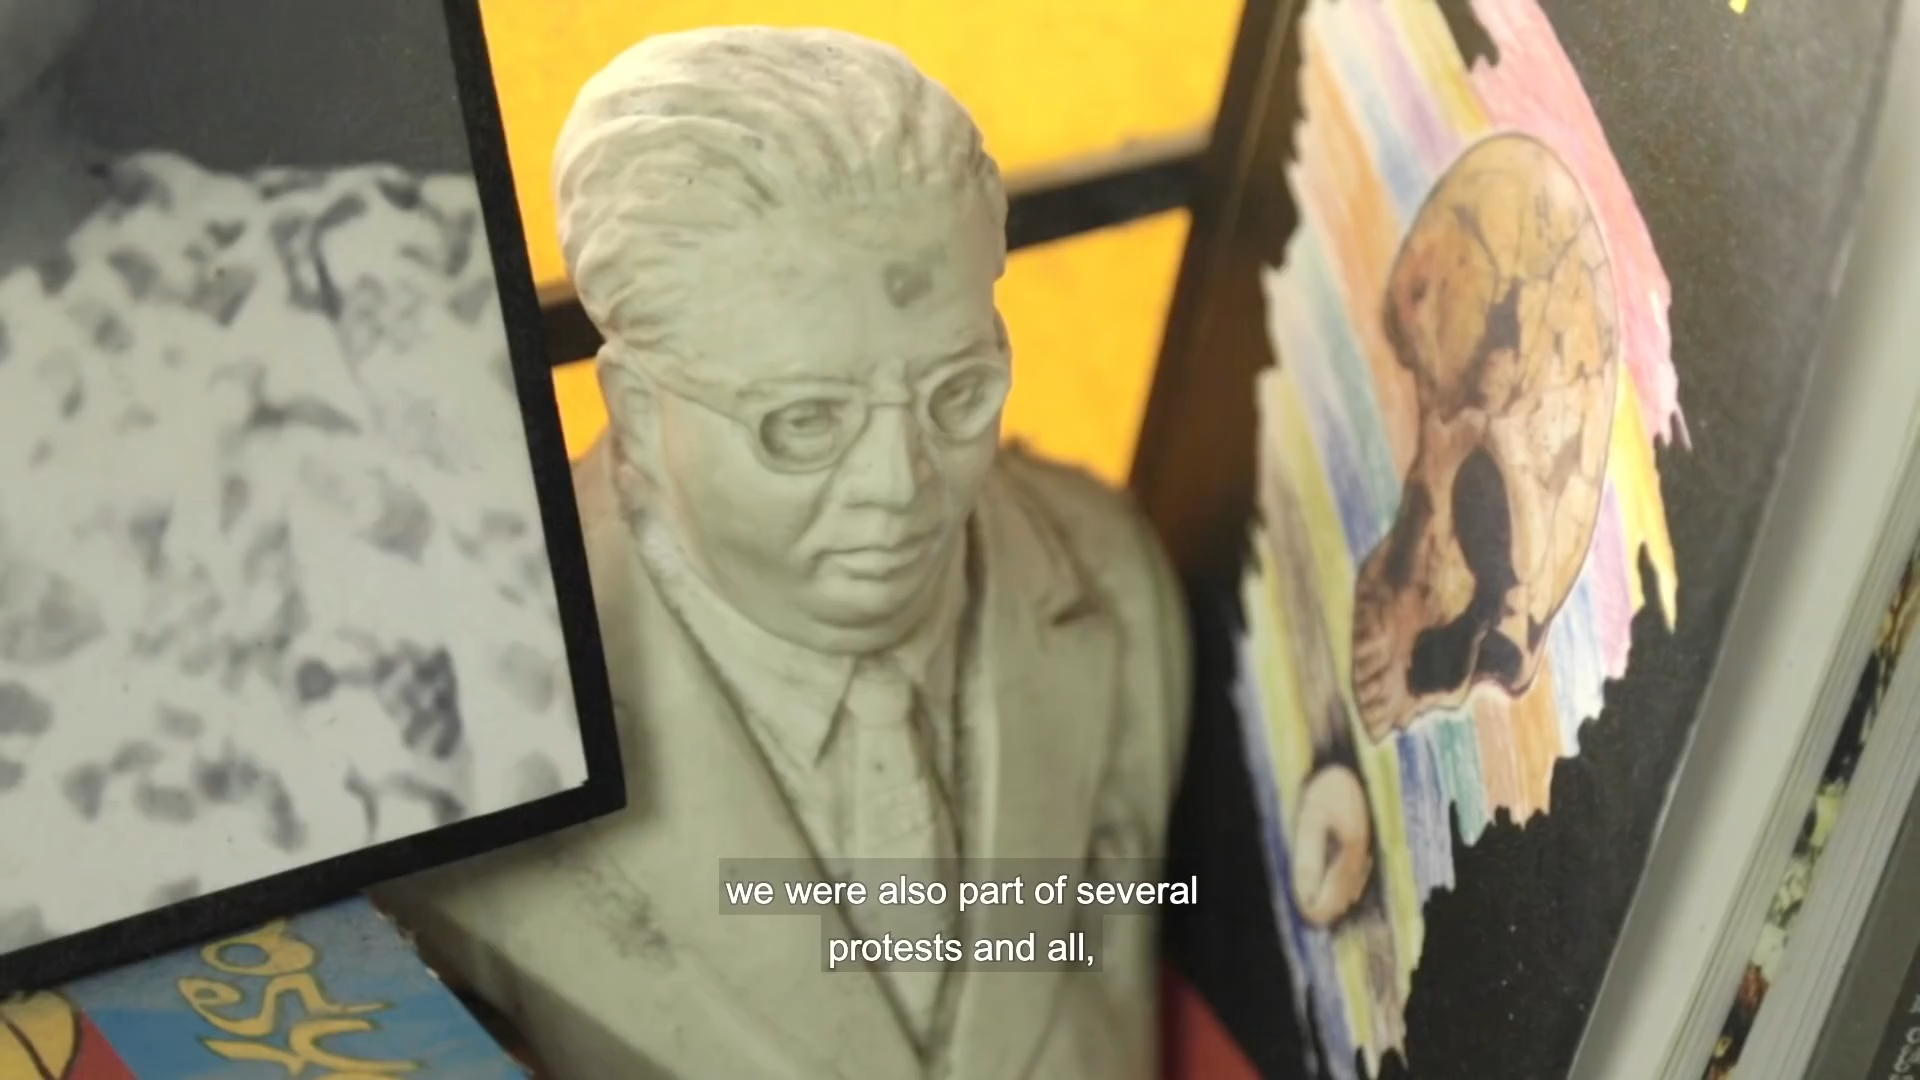 we were also part of several
protests and all,